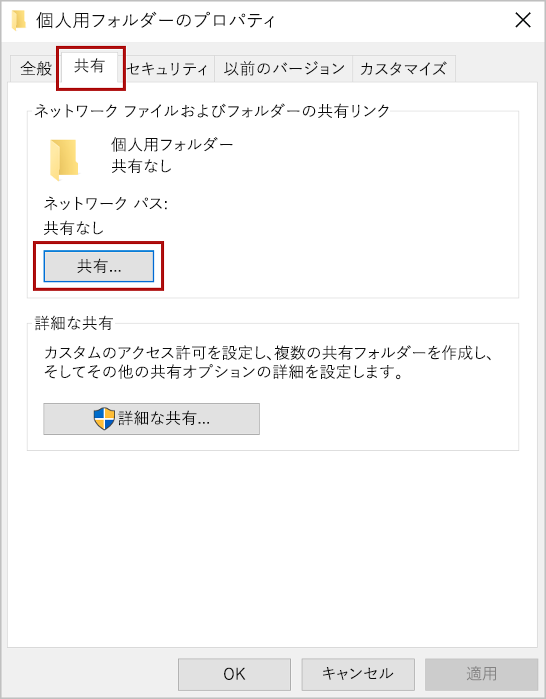 個人用フォルダーのプロパティ
全般 共有 セキュリティ 以前のバージョン カスタマイズ
ネットワーク ファイルおよびフォルダーの共有リンク
個人用フォルダー
共有なし
ネットワーク パス:
共有なし
共有...
詳細な共有
カスタムのアクセス許可を設定し、複数の共有フォルダーを作成し、
そしてその他の共有オプションの詳細を設定します。
詳細な共有...
OK キャンセル 適用